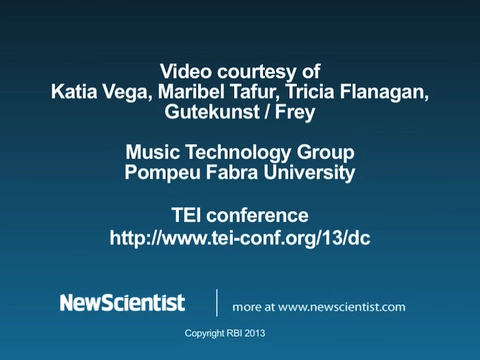 Video courtesy of
Katia Vega, Maribel Tafur, Tricia Flanagan,
Gutekunst / Frey
Music Technology Group
Pompeu Fabra University
TEI conference
http://www.tei-conf.org/13/dc
NewScientist
more at www.newscientist.com
Copyright RBI 2013